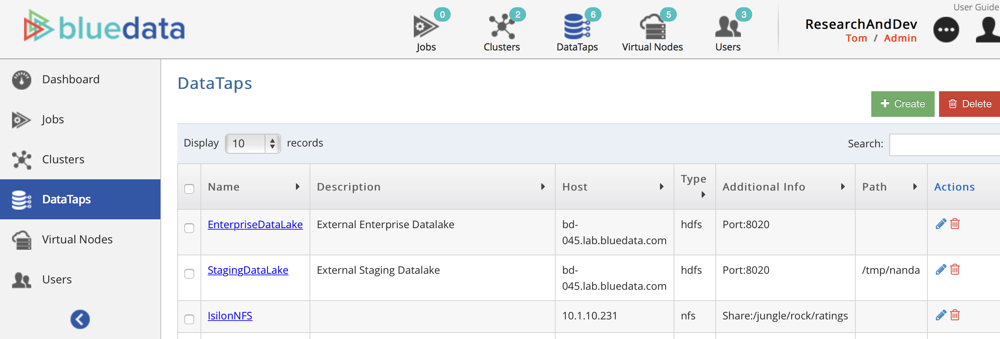 User Guide
bluedata
0
2
6
5
3
Jobs
Clusters
DataTaps
Virtual Nodes
Users
ResearchAndDev
Tom / Admin
Dashboard
Jobs
Clusters
DataTaps
Virtual Nodes
Users
DataTaps
Create
Delete
Display 10 records
Search:
Name
Description
Host
Type
Additional Info
Path
Actions
EnterpriseDataLake
External Enterprise Datalake
bd-
045.lab.bluedata.com
hdfs
Port:8020
StagingDataLake
External Staging Datalake
bd-
045.lab.bluedata.com
hdfs
Port:8020
/tmp/nanda
IsilonNFS
10.1.10.231
nfs
Share:/jungle/rock/ratings